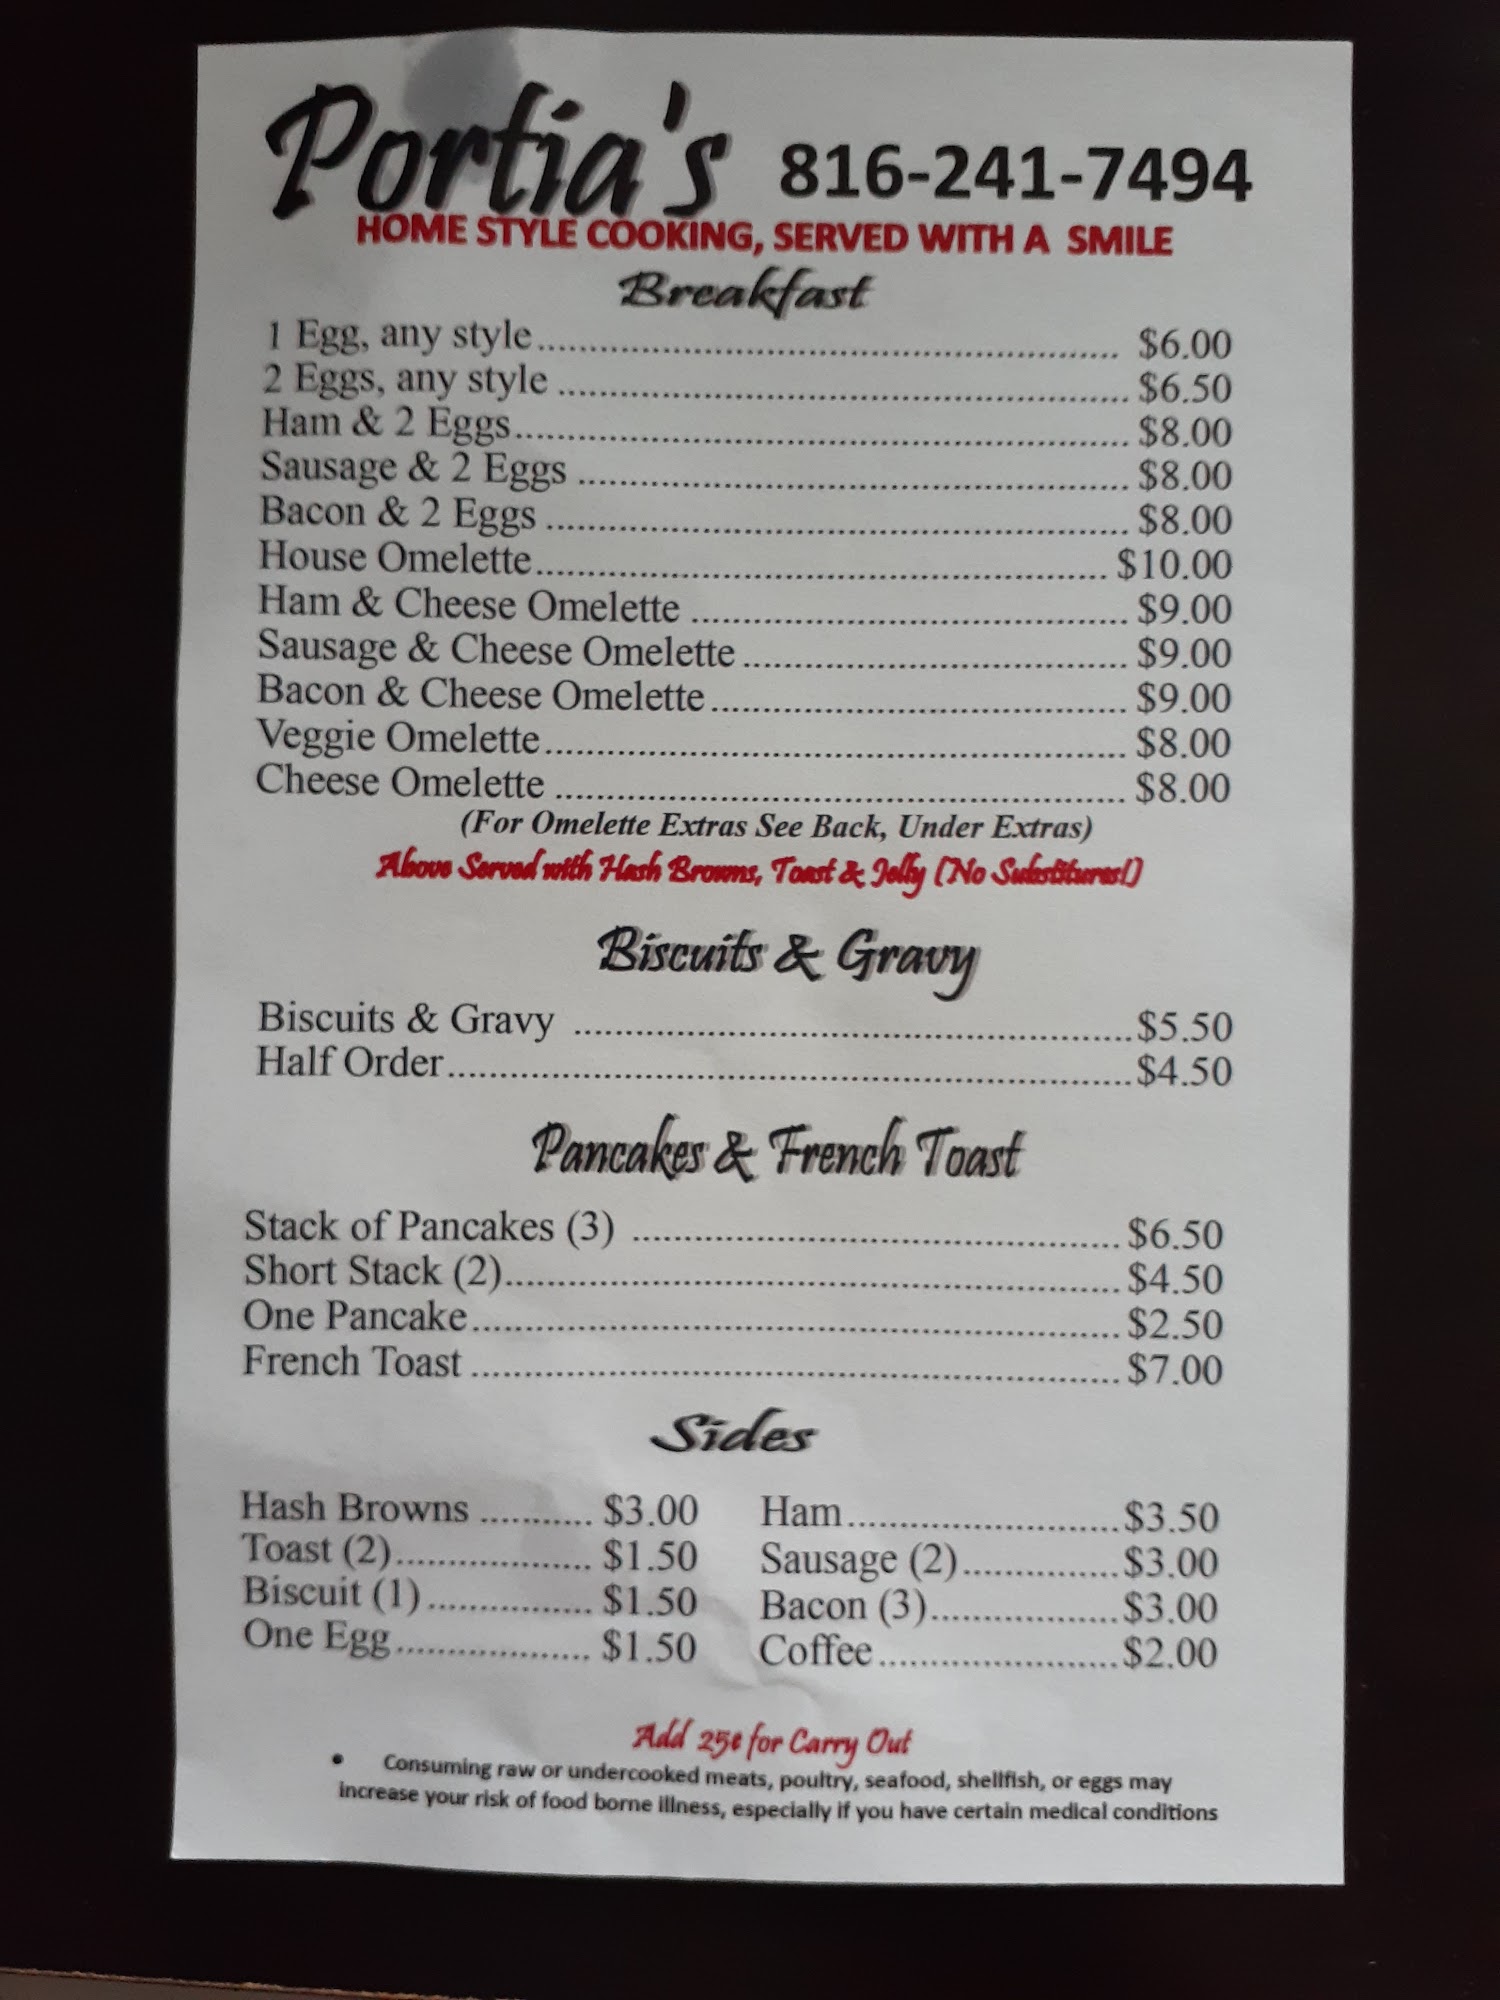 Portia's 816-241-7494
HOME STYLE COOKING, SERVED WITH A SMILE
Breakfast
1 Egg, any style ........ $6.00
2 Eggs, any style ........ $6.50
Ham & 2 Eggs ........ $8.00
Sausage & 2 Eggs ........ $8.00
Bacon & 2 Eggs ........ $8.00
House Omelette ........ $10.00
Ham & Cheese Omelette ........ $9.00
Sausage & Cheese Omelette ........ $9.00
Bacon & Cheese Omelette ........ $9.00
Veggie Omelette ........ $8.00
Cheese Omelette ........ $8.00
(For Omelette Extras See Back, Under Extras)
Above Served with Hash Browns, Toast & Jelly (No Substitures!)
Biscuits & Gravy
Biscuits & Gravy ........ $5.50
Half Order ........ $4.50
Pancakes & French Toast
Stack of Pancakes (3) ........ $6.50
Short Stack (2) ........ $4.50
One Pancake ........ $2.50
French Toast ........ $7.00
Sides
Hash Browns ........ $3.00 Ham ........ $3.50
Toast (2) ........ $1.50 Sausage (2) ........ $3.00
Biscuit (1) ........ $1.50 Bacon (3) ........ $3.00
One Egg ........ $1.50 Coffee ........ $2.00
Add 25¢ for Carry Out
• Consuming raw or undercooked meats, poultry, seafood, shellfish, or eggs may
increase your risk of food borne illness, especially if you have certain medical conditions